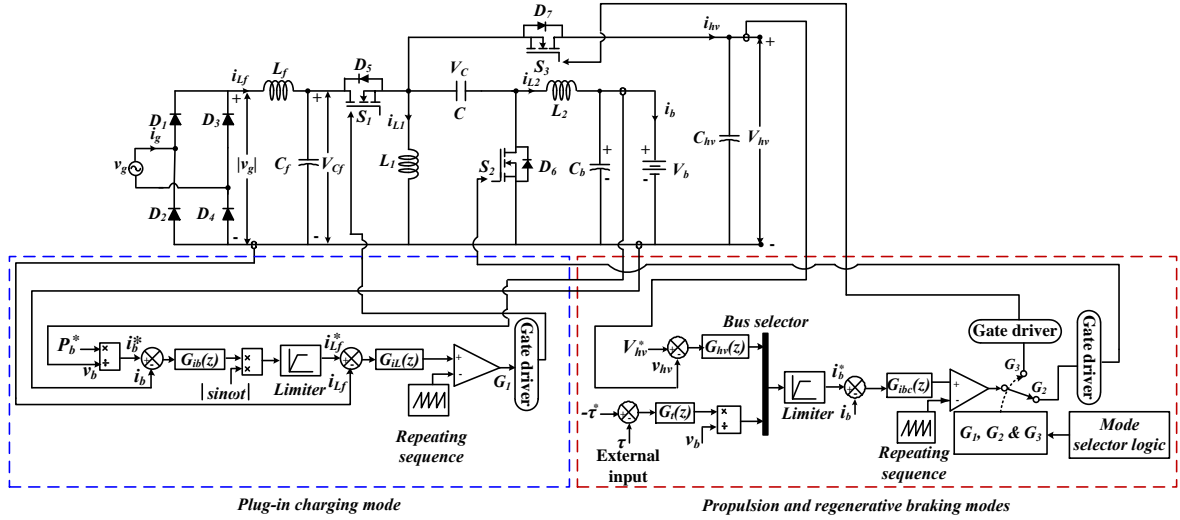 D7
ihv
S3
+
Vhv
Chv
-
iLf
Lf
D5
S1
VC
C
iL2
L2
ib
iL1
L1
D1
D3
ig
vg
D2
D4
+
|vg|
-
Cf
+
VCf
-
S2
D6
Cb
+
-
+
-
Vb
Pb*
×
÷
vb
ib*
+
-
ib
Gib(z)
×
×
|sinωt|
Limiter
iLf*
+
-
iLf
GiL(z)
+
-
G1
Gate driver
Repeating
sequence
Plug-in charging mode
Vhv*
+
-
vhv
Ghv(z)
Bus selector
-τ*
+
-
τ
External
input
Gt(z)
×
÷
vb
Limiter
ib*
+
-
ib
Gibc(z)
+
-
Repeating
sequence
Gate driver
G3
G2
Gate driver
G1, G2 & G3
Mode
selector logic
Propulsion and regenerative braking modes